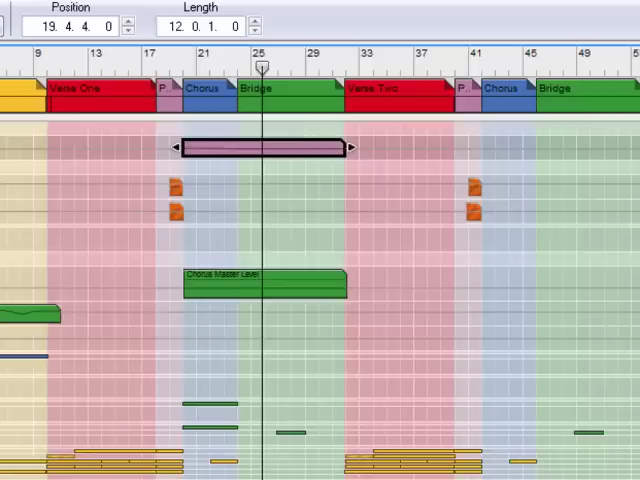 Position Length
19. 4. 4. 0 12. 0. 1. 0
9 13 17 21 25 29 33 37 41 45 49 53
Verse One P.. Chorus Bridge Verse Two P.. Chorus Bridge
Chorus Master Level